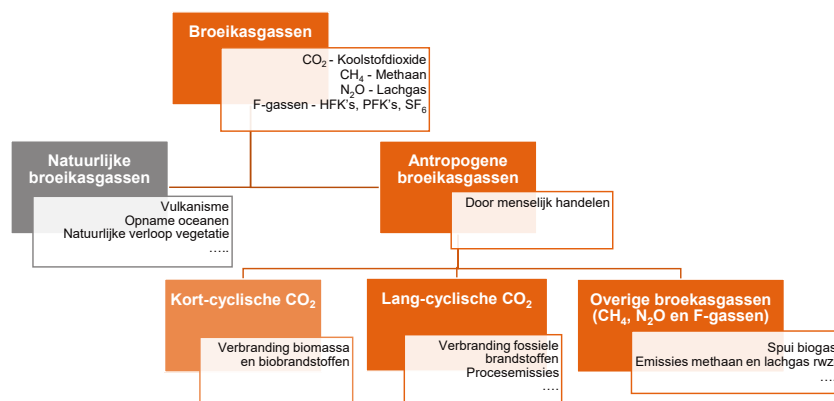 Broeikasgassen
CO₂ - Koolstofdioxide
CH₄ - Methaan
N₂O - Lachgas
F-gassen - HFK's, PFK's, SF₆
Natuurlijke
broeikasgassen
Vulkanisme
Opname oceanen
Natuurlijke verloop vegetatie
…..
Antropogene
broeikasgassen
Door menselijk handelen
Kort-cyclische CO₂
Verbranding biomassa
en biobrandstoffen
Lang-cyclische CO₂
Verbranding fossiele
brandstoffen
Procesemissies
….
Overige broekasgassen
(CH₄, N₂O en F-gassen)
Spui biogas
Emissies methaan en lachgas rwz
….